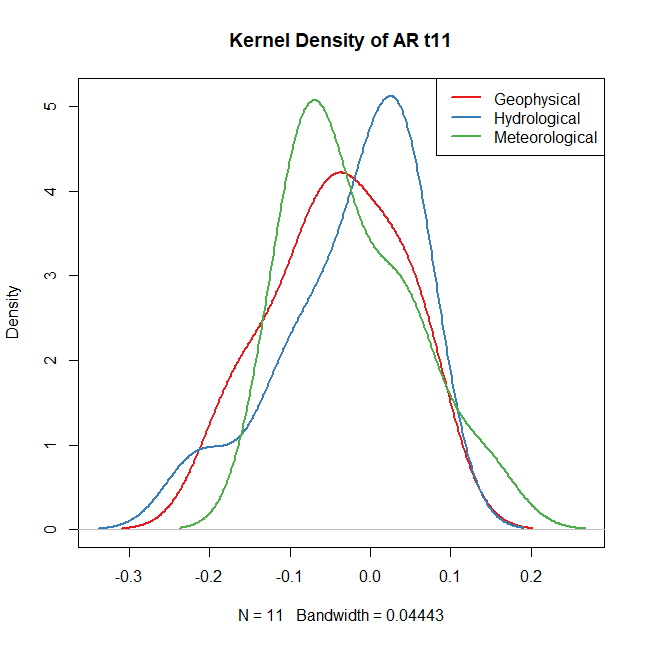 Kernel Density of AR t11
Geophysical
Hydrological
Meteorological
Density
5
4
3
2
1
0
-0.3 -0.2 -0.1 0.0 0.1 0.2
N = 11 Bandwidth = 0.04443